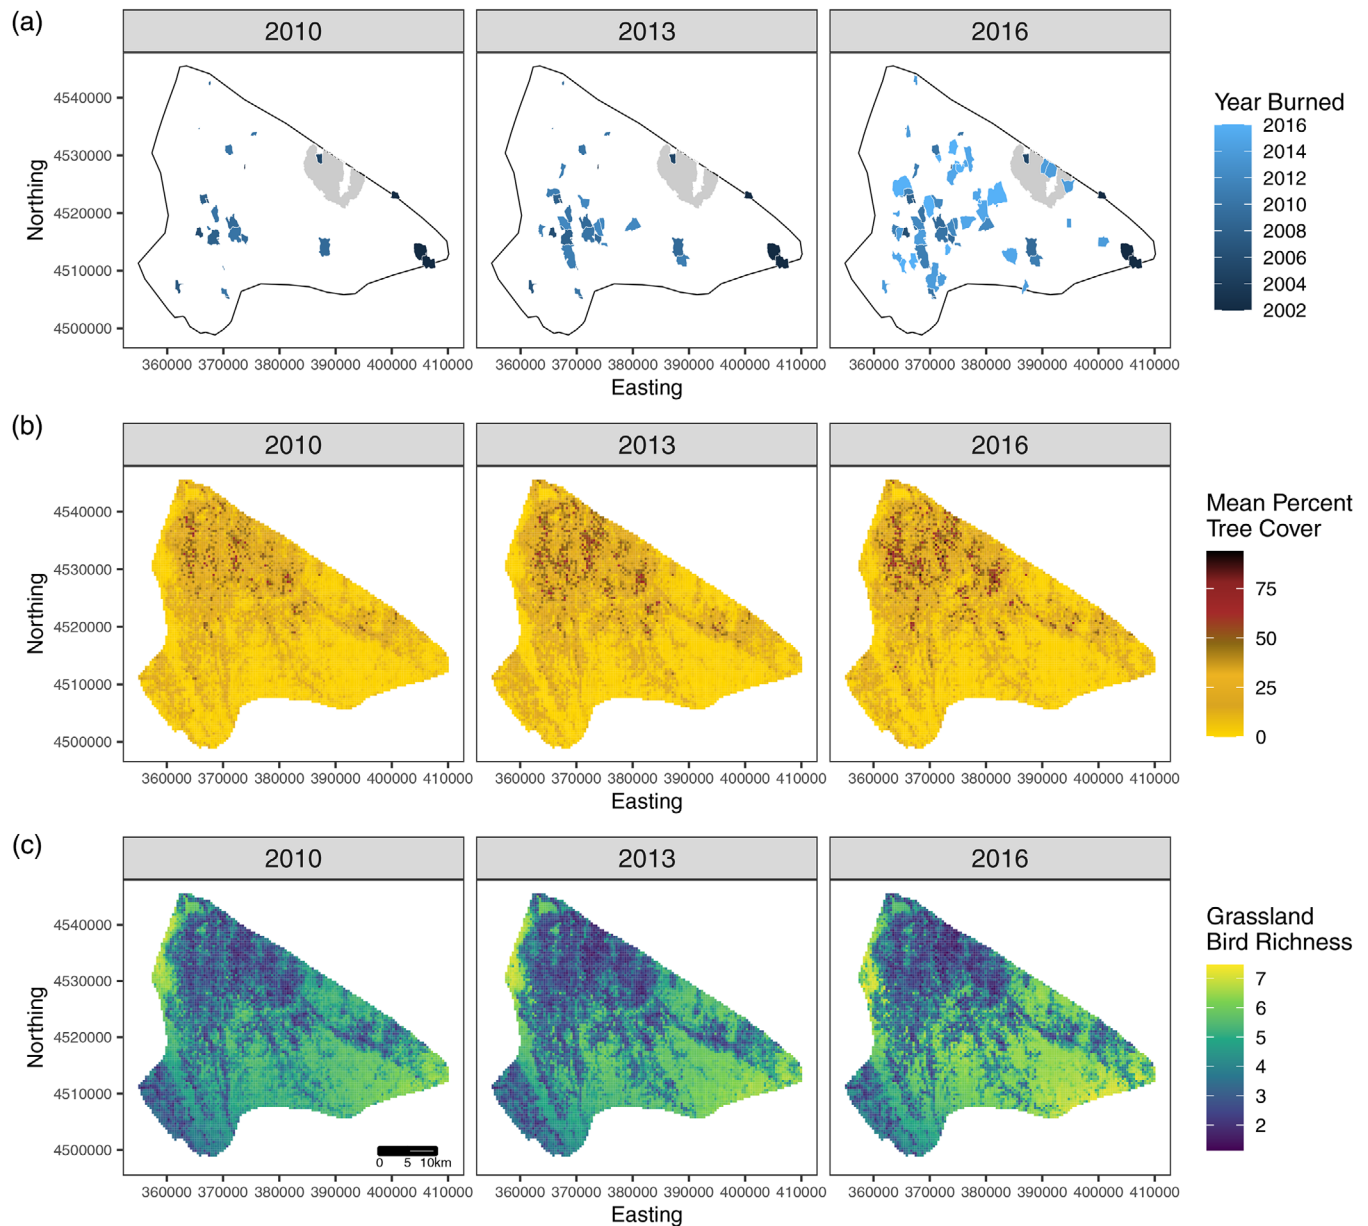 (a)
2010 2013 2016
4540000
4530000
4520000
4510000
4500000
Northing
360000 370000 380000 390000 400000 410000 360000 370000 380000 390000 400000 410000 360000 370000 380000 390000 400000 410000
Easting
Year Burned
2016
2014
2012
2010
2008
2006
2004
2002
(b)
2010 2013 2016
4540000
4530000
4520000
4510000
4500000
Northing
360000 370000 380000 390000 400000 410000 360000 370000 380000 390000 400000 410000 360000 370000 380000 390000 400000 410000
Easting
Mean Percent
Tree Cover
75
50
25
0
(c)
2010 2013 2016
4540000
4530000
4520000
4510000
4500000
Northing
0 5 10km
360000 370000 380000 390000 400000 410000 360000 370000 380000 390000 400000 410000 360000 370000 380000 390000 400000 410000
Easting
Grassland
Bird Richness
7
6
5
4
3
2